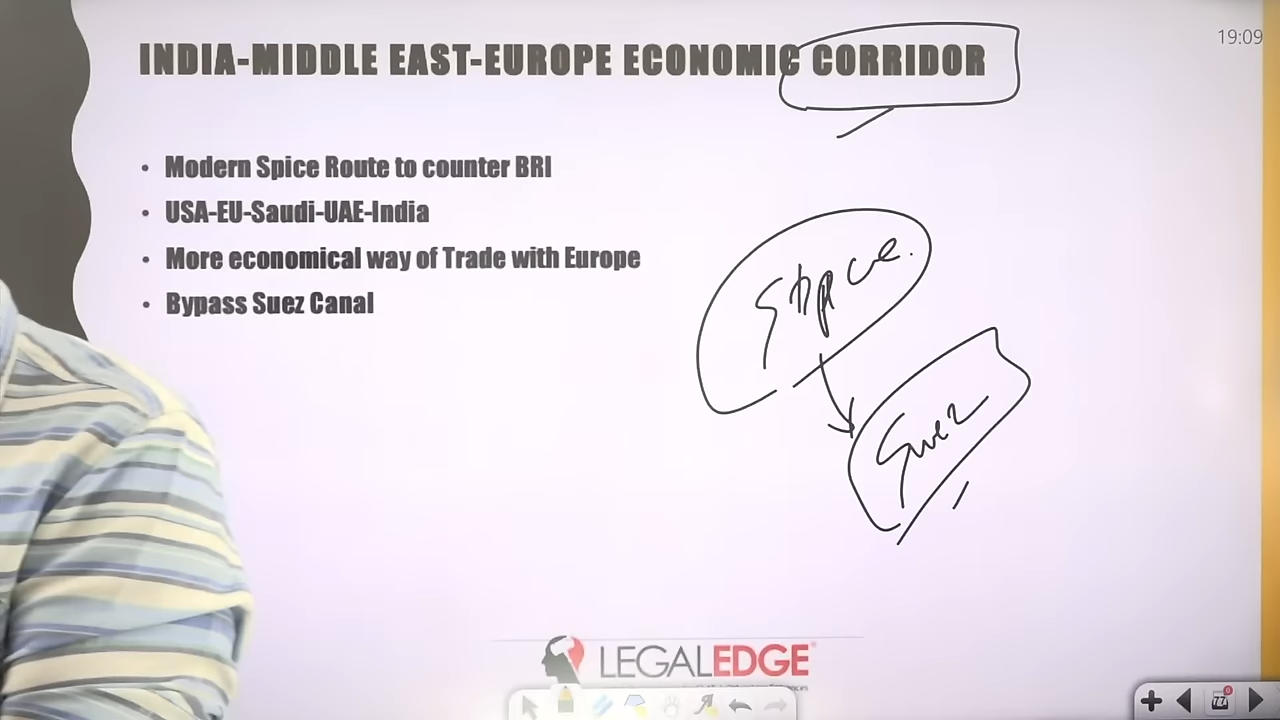 19:09
INDIA-MIDDLE EAST-EUROPE ECONOMIC CORRIDOR
• Modern Spice Route to counter BRI
• USA-EU-Saudi-UAE-India
• More economical way of Trade with Europe
• Bypass Suez Canal
Suez
LEGALEDGE
77